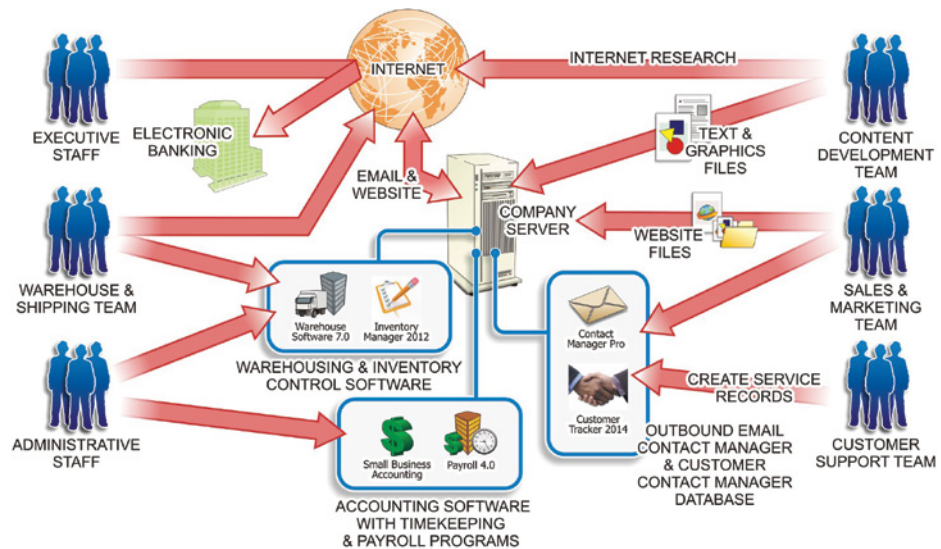 EXECUTIVE
STAFF
ELECTRONIC
BANKING
INTERNET
INTERNET RESEARCH
TEXT &
GRAPHICS
FILES
CONTENT
DEVELOPMENT
TEAM
EMAIL &
WEBSITE
COMPANY
SERVER
WEBSITE
FILES
WAREHOUSE &
SHIPPING TEAM
SALES &
MARKETING
TEAM
Warehouse
Software 7.0
Inventory
Manager 2012
WAREHOUSING & INVENTORY
CONTROL SOFTWARE
Contact
Manager Pro
Customer
Tracker 2014
CREATE SERVICE
RECORDS
ADMINISTRATIVE
STAFF
CUSTOMER
SUPPORT TEAM
Small Business
Accounting
Payroll 4.0
OUTBOUND EMAIL
CONTACT MANAGER
& CUSTOMER
CONTACT MANAGER
DATABASE
ACCOUNTING SOFTWARE
WITH TIMEKEEPING
& PAYROLL PROGRAMS